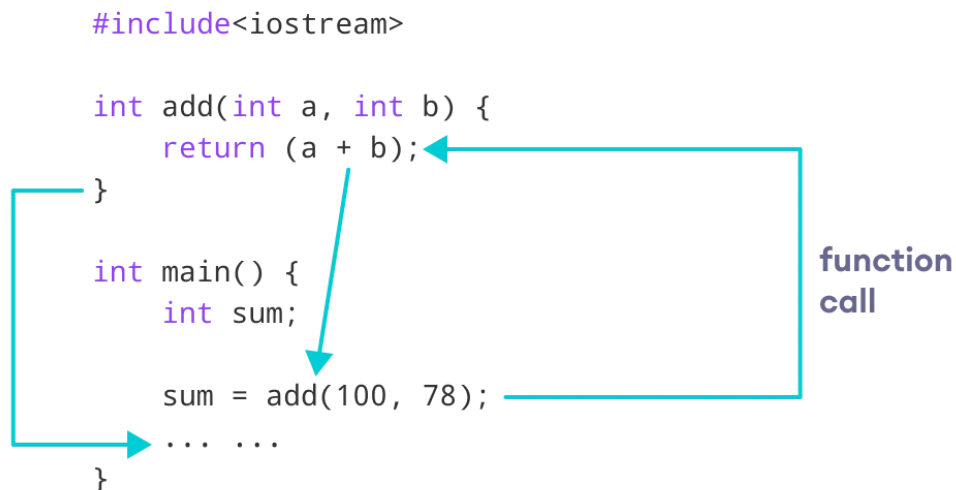 #include<iostream>
int add(int a, int b) {
return (a + b);
}
int main() {
int sum;
sum = add(100, 78);
... ...
}
function
call